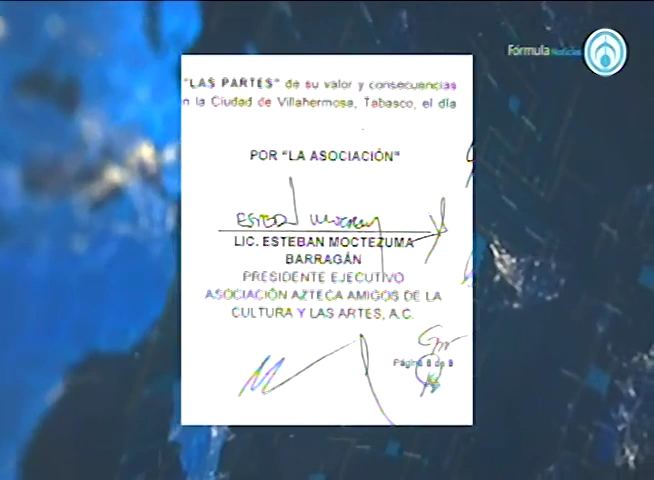 Fórmula Noticias
"LAS PARTES" de su valor y consecuencias
n la Ciudad de Villahermosa, Tabasco, el día
POR "LA ASOCIACIÓN"
LIC. ESTEBAN MOCTEZUMA
BARRAGÁN
PRESIDENTE EJECUTIVO
ASOCIACIÓN AZTECA AMIGOS DE LA
CULTURA Y LAS ARTES, A.C.
Página 8 de 9